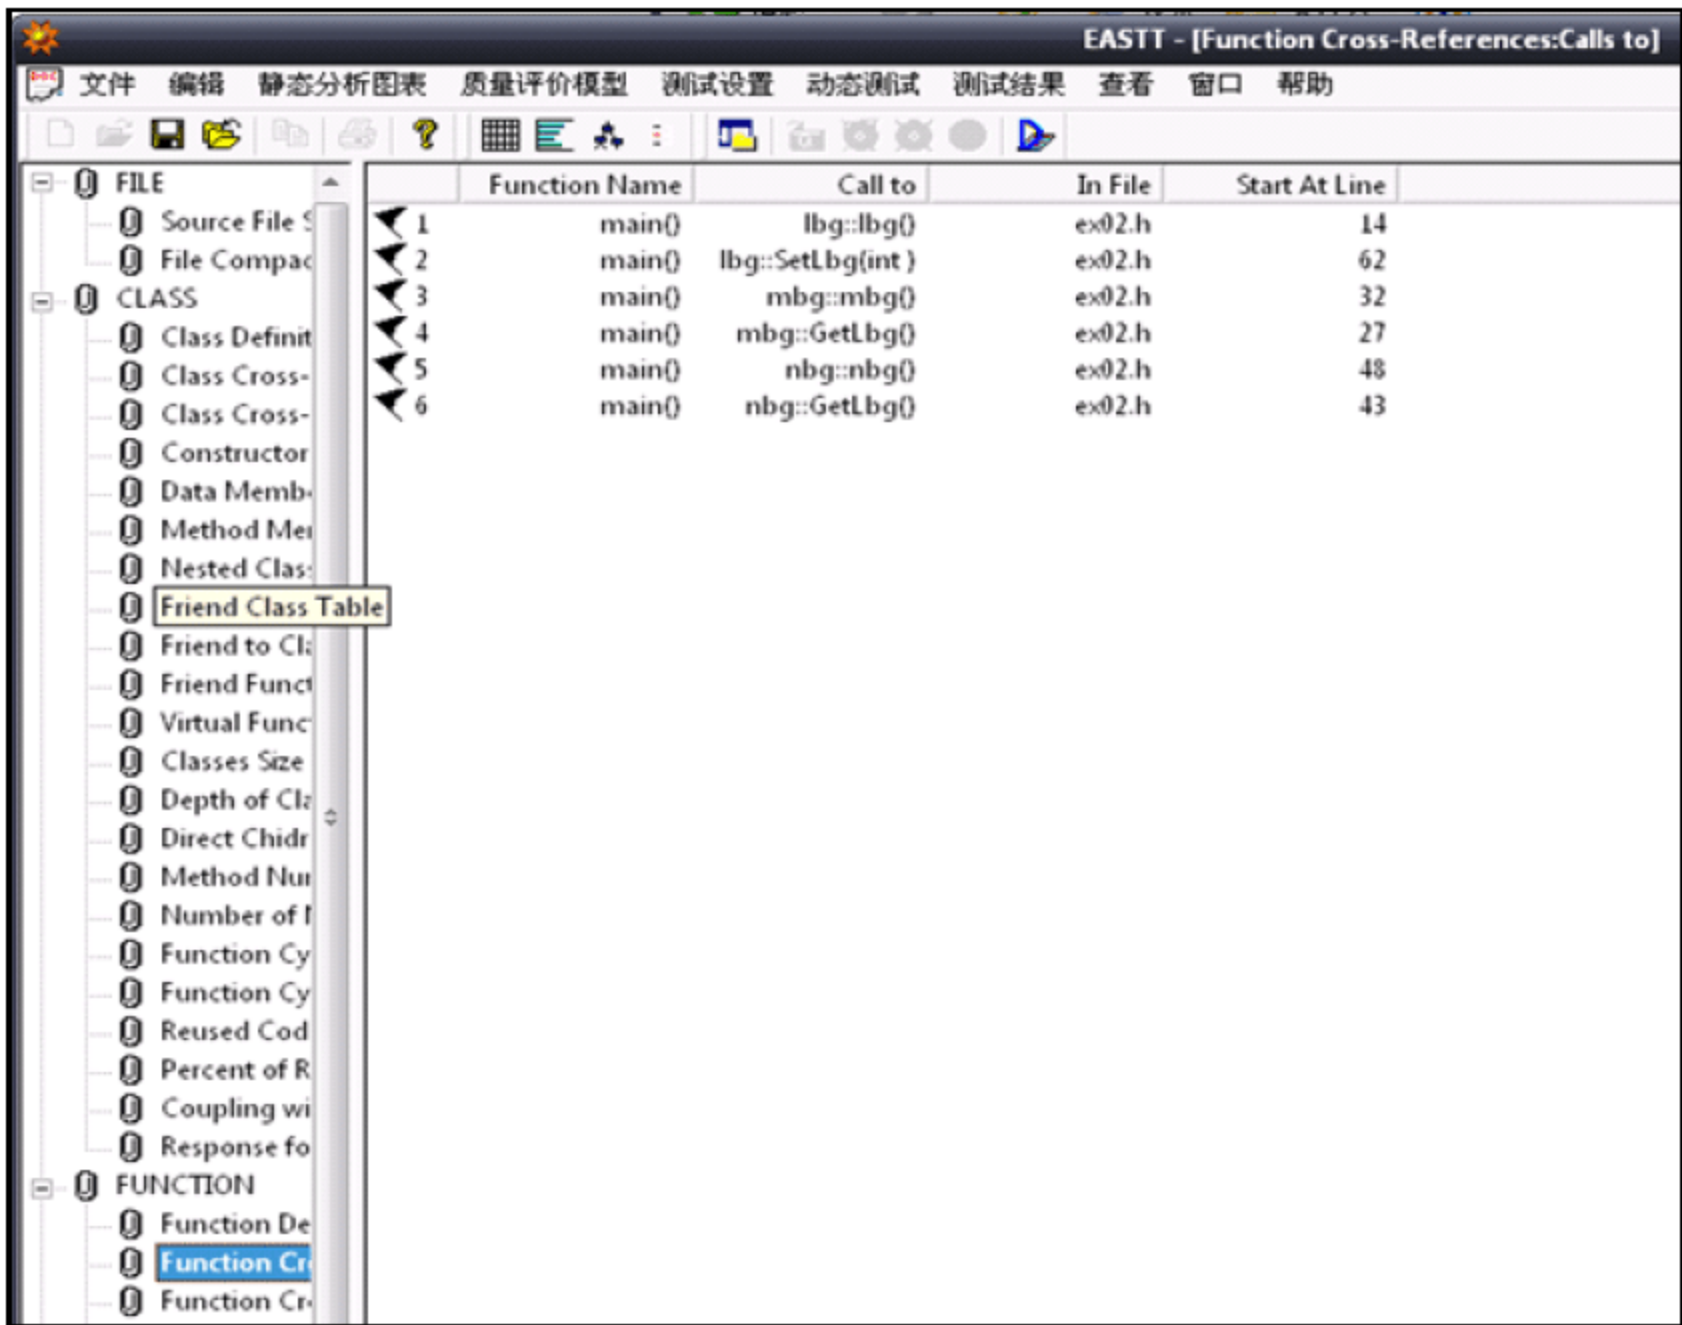 EASTT - [Function Cross-References:Calls to]
文件 编辑 静态分析图表 质量评价模型 测试设置 动态测试 测试结果 查看 窗口 帮助
FILE
Source File S
File Compac
CLASS
Class Definit
Class Cross-
Class Cross-
Constructor
Data Memb
Method Mer
Nested Clas
Friend Class Table
Friend to Cla
Friend Funct
Virtual Func
Classes Size
Depth of Cla
Direct Chidr
Method Nur
Number of
Function Cy
Function Cy
Reused Cod
Percent of R
Coupling wi
Response fo
FUNCTION
Function De
Function Cr
Function Cr
Function Name Call to In File Start At Line
1 main() lbg::lbg() ex02.h 14
2 main() lbg::SetLbg(int ) ex02.h 62
3 main() mbg::mbg() ex02.h 32
4 main() mbg::GetLbg() ex02.h 27
5 main() nbg::nbg() ex02.h 48
6 main() nbg::GetLbg() ex02.h 43